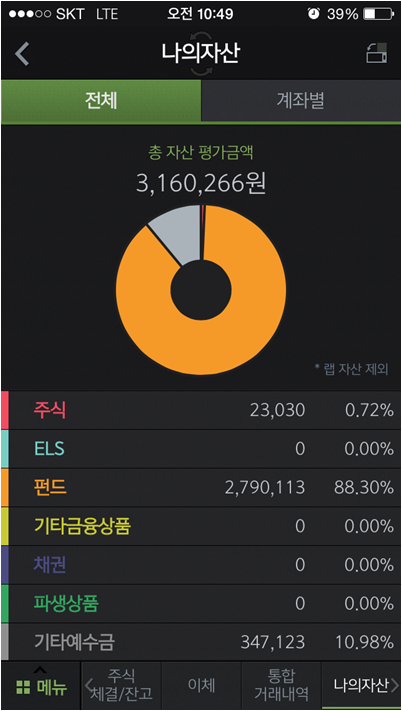 SKT LTE 오전 10:49 39%
나의자산
전체 계좌별
총 자산 평가금액
3,160,266원
* 랩 자산 제외
주식 23,030 0.72%
ELS 0 0.00%
펀드 2,790,113 88.30%
기타금융상품 0 0.00%
채권 0 0.00%
파생상품 0 0.00%
기타예수금 347,123 10.98%
메뉴 주식 체결/잔고 이체 통합 거래내역 나의자산